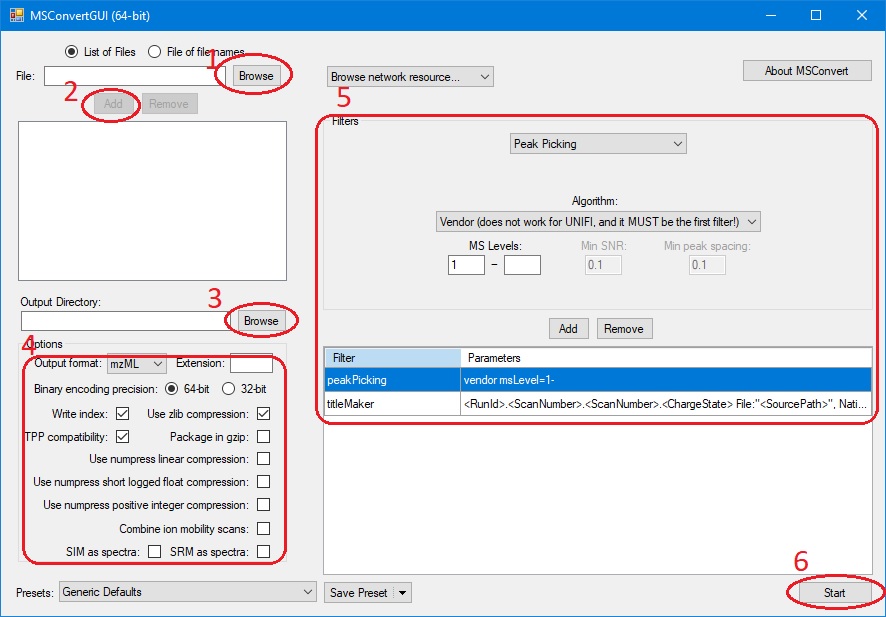 MSConvertGUI (64-bit)
List of Files File of file names
1
File: Browse Browse network resource... About MSConvert
2 Add Remove
5
Filters
Peak Picking
Algorithm:
Vendor (does not work for UNIFI, and it MUST be the first filter!)
MS Levels: Min SNR: Min peak spacing:
1 - 0.1 0.1
Output Directory: 3
Browse
Add Remove
Options
4
Output format: mzML Extension:
Filter Parameters
peakPicking vendor msLevel=1-
titleMaker <RunId>.<ScanNumber>.<ScanNumber>.<ChargeState> File:"<SourcePath>", Nati...
Binary encoding precision: 64-bit 32-bit
Write index: Use zlib compression:
TPP compatibility: Package in gzip:
Use numpress linear compression:
Use numpress short logged float compression:
Use numpress positive integer compression:
Combine ion mobility scans:
SIM as spectra: SRM as spectra:
6
Presets: Generic Defaults Save Preset Start